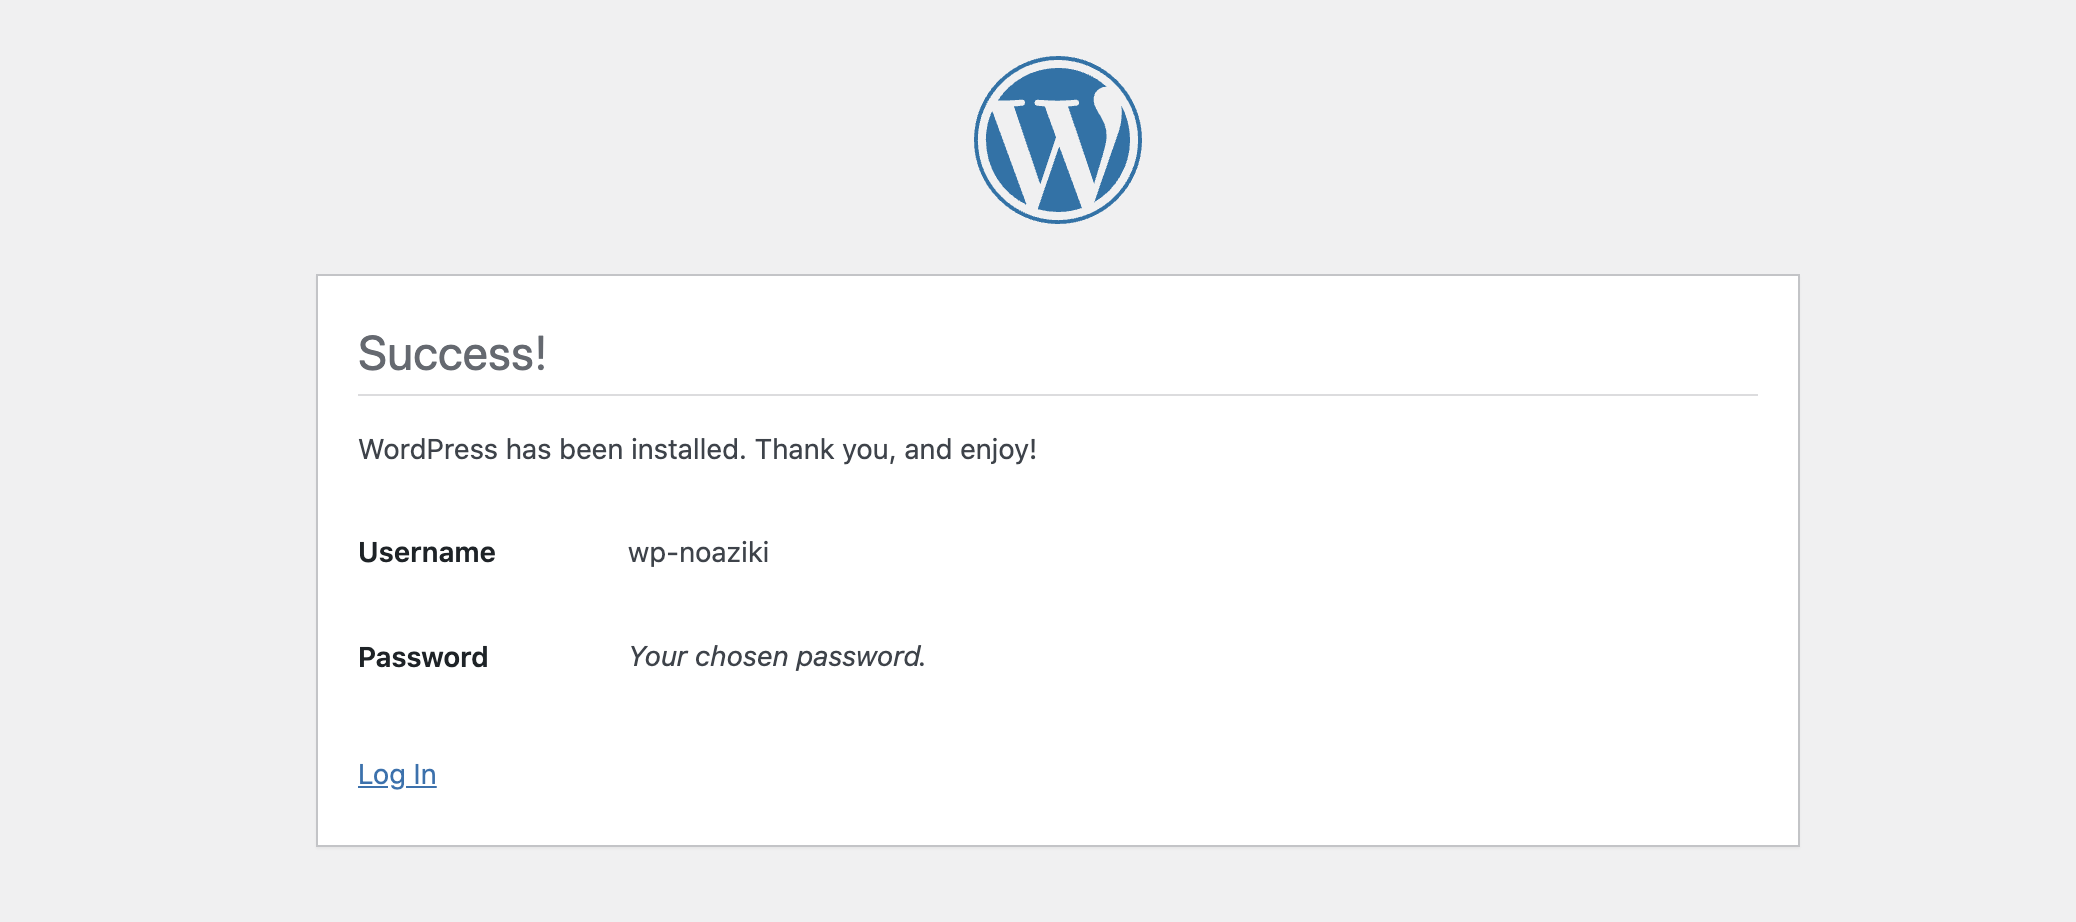 Success!
WordPress has been installed. Thank you, and enjoy!
Username wp-noaziki
Password Your chosen password.
Log In